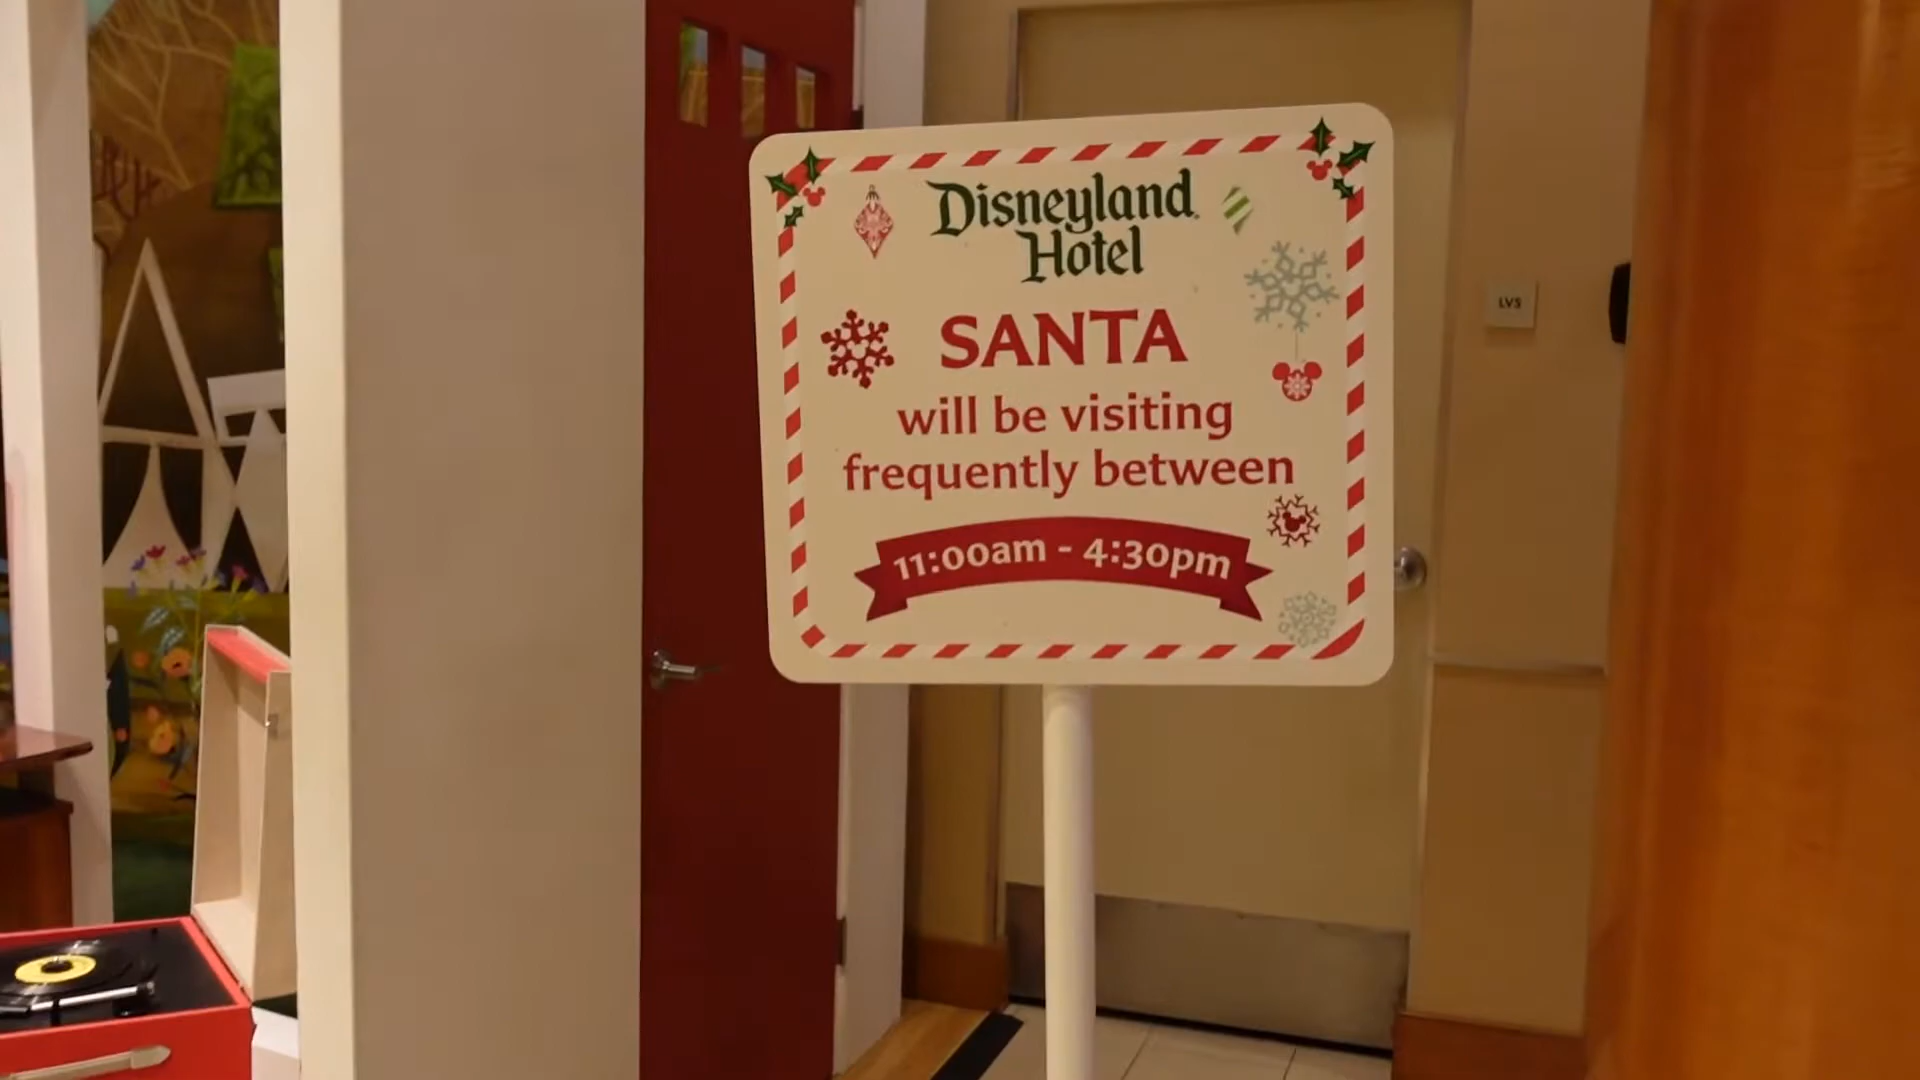 Disneyland
Hotel
SANTA
will be visiting
frequently between
11:00am - 4:30pm
LVS